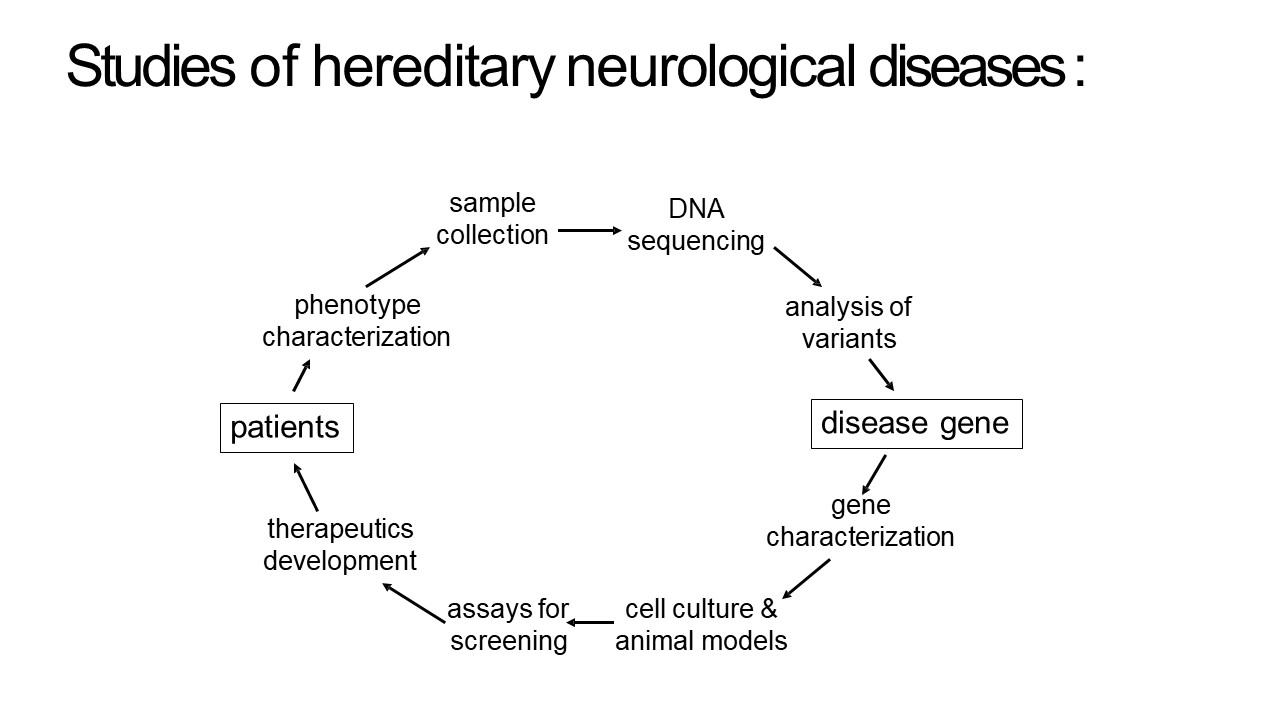 Studies of hereditary neurological diseases :
sample
collection
DNA
sequencing
phenotype
characterization
analysis of
variants
patients
disease gene
gene
characterization
therapeutics
development
assays for
screening
cell culture &
animal models